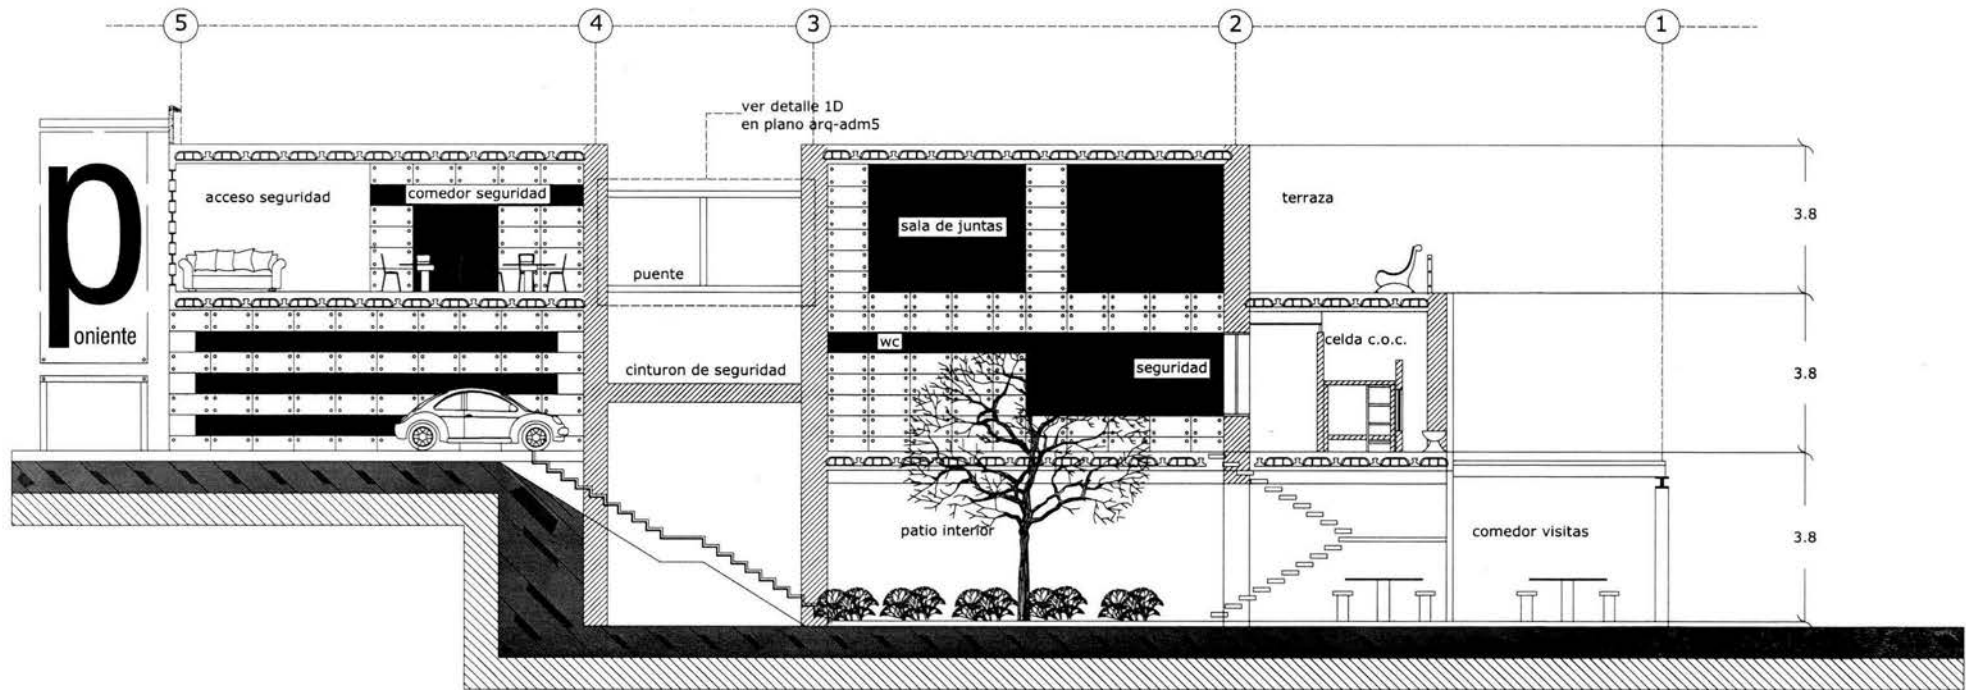 5 4 3 2 1
ver detalle 1D
en plano arq-adm5
poniente
acceso seguridad
comedor seguridad
puente
sala de juntas
terraza
3.8
cinturon de seguridad
wc
seguridad
celda c.o.c.
3.8
patio interior
comedor visitas
3.8